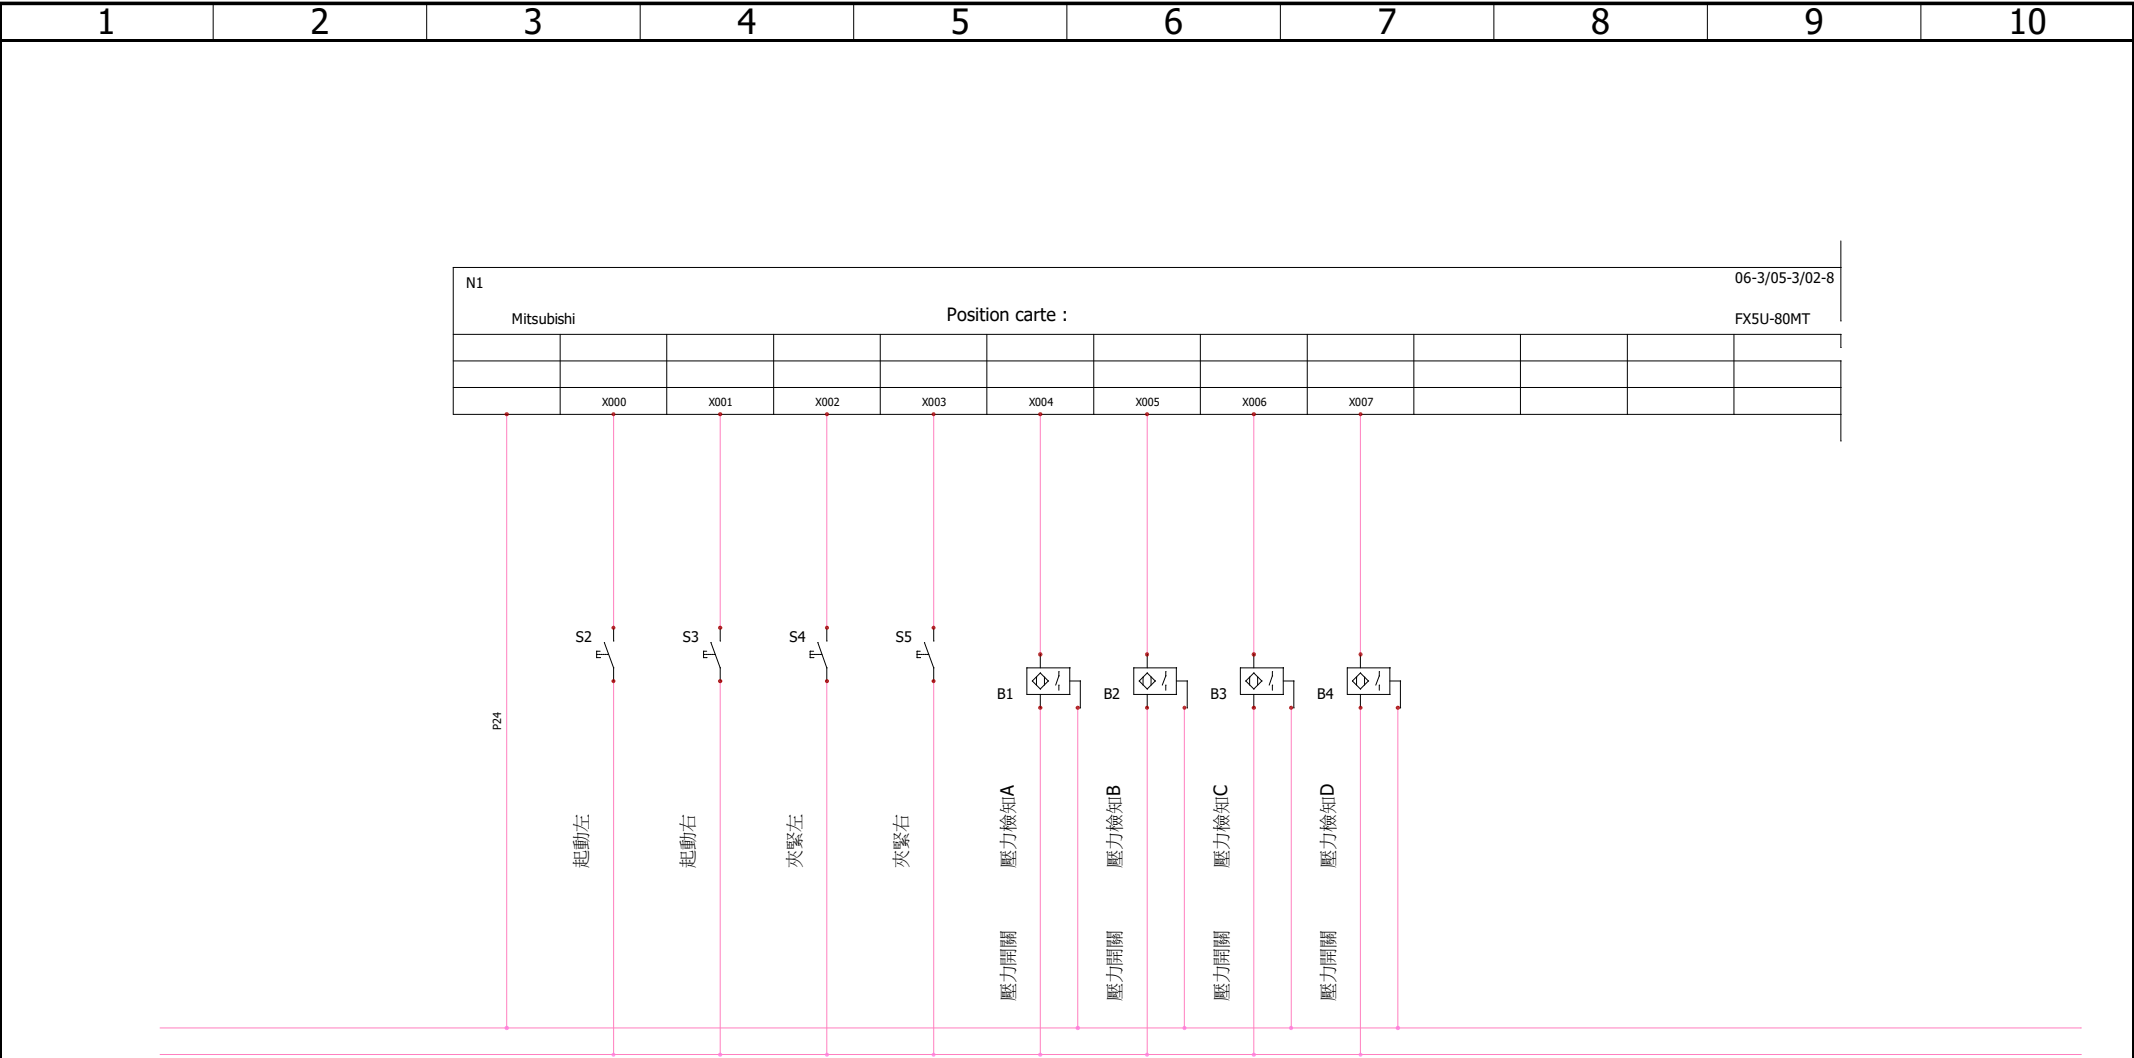 1 2 3 4 5 6 7 8 9 10
N1 06-3/05-3/02-8
Mitsubishi Position carte : FX5U-80MT
X000 X001 X002 X003 X004 X005 X006 X007
S2 S3 S4 S5
B1 B2 B3 B4
P24
起動左
起動右
夾緊左
夾緊右
壓力開關 壓力檢知A
壓力開關 壓力檢知B
壓力開關 壓力檢知C
壓力開關 壓力檢知D